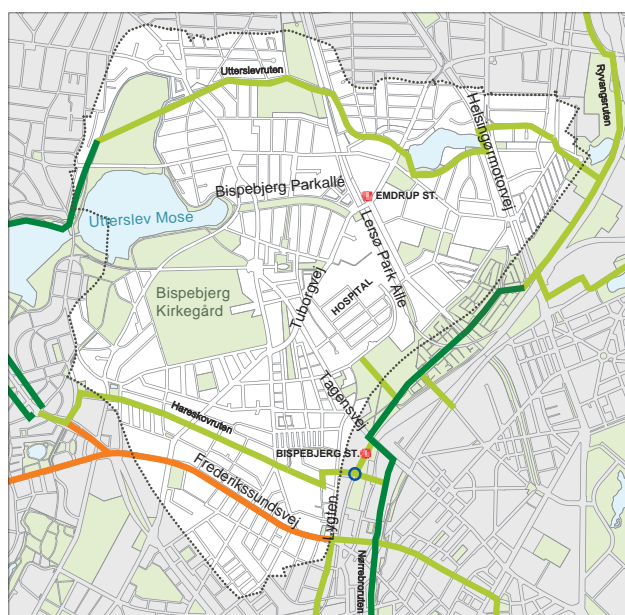 Utterslevruten
Ryvangsruten
Helsingørmotorvej
Bispebjerg Parkallé
EMDRUP ST.
Utterslev Mose
Lersø Park Alle
Tuborgvej
Bispebjerg
Kirkegård
HOSPITAL
Tagensvej
Hareskovruten
BISPEBJERG ST.
Frederikssundsvej
Lygten
Nørrebroruten